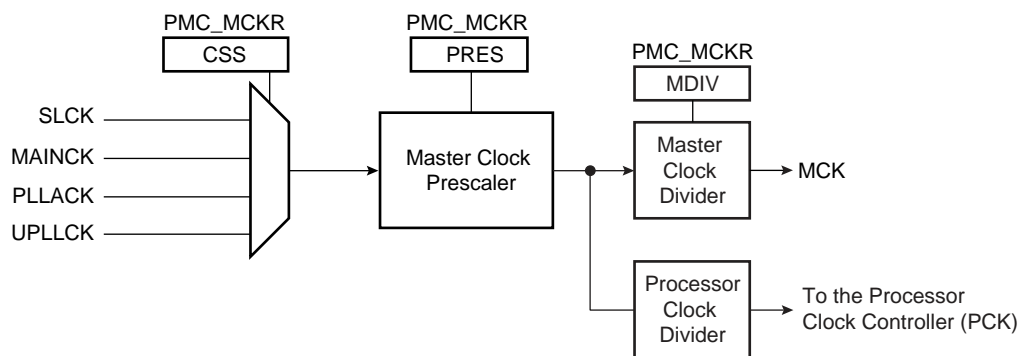 PMC_MCKR
CSS
PMC_MCKR
PRES
PMC_MCKR
MDIV
SLCK
MAINCK
PLLACK
UPLLCK
Master Clock
Prescaler
Master
Clock
Divider
MCK
Processor
Clock
Divider
To the Processor
Clock Controller (PCK)